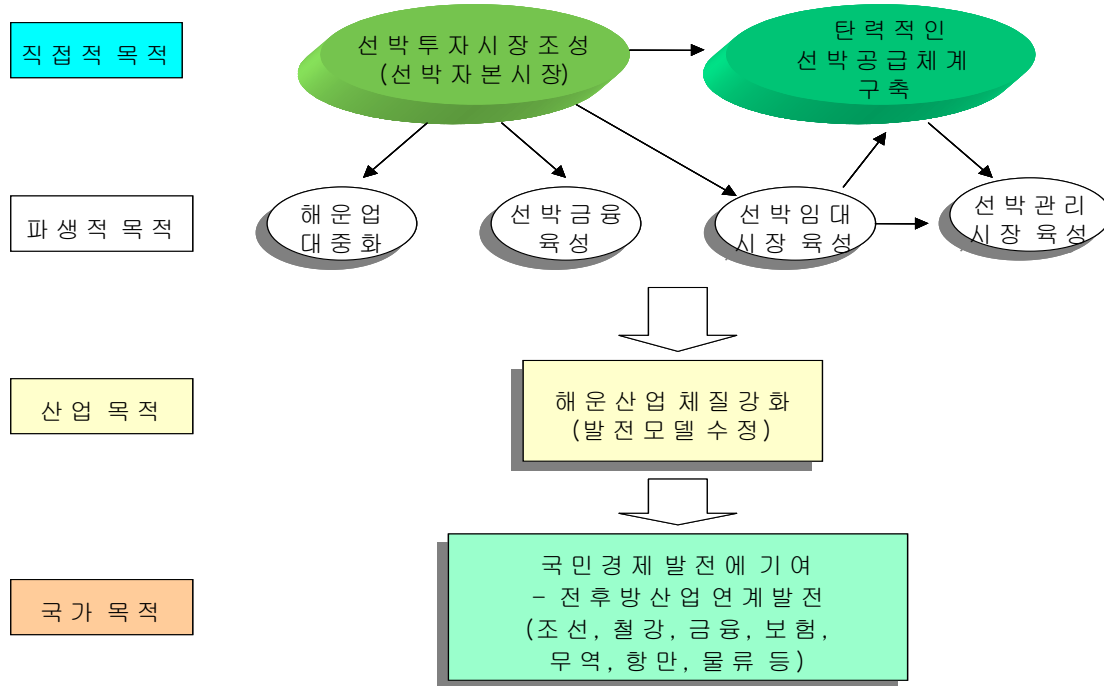 직접적 목적
선박투자시장조성
(선박자본시장)
탄력적인
선박공급체계
구축
파생적 목적
해운업
대중화
선박금융
육성
선박임대
시장 육성
선박관리
시장 육성
산업 목적
해운산업 체질강화
(발전모델 수정)
국가 목적
국민경제 발전에 기여
- 전후방산업 연계발전
(조선, 철강, 금융, 보험,
무역, 항만, 물류 등)